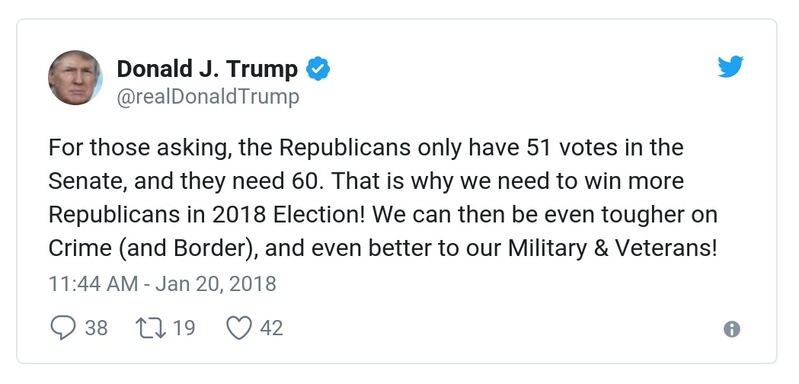 Donald J. Trump
@realDonaldTrump
For those asking, the Republicans only have 51 votes in the
Senate, and they need 60. That is why we need to win more
Republicans in 2018 Election! We can then be even tougher on
Crime (and Border), and even better to our Military & Veterans!
11:44 AM - Jan 20, 2018
38 19 42